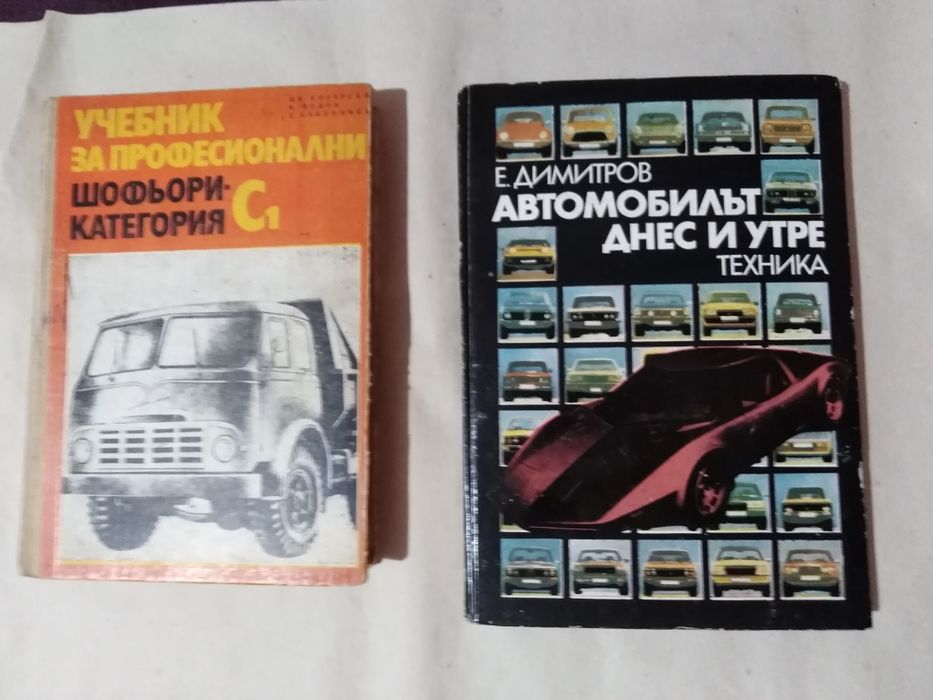 УЧЕБНИК
ЗА ПРОФЕСИОНАЛНИ
ШОФЬОРИ-
КАТЕГОРИЯ C1
Е. ДИМИТРОВ
АВТОМОБИЛЪТ
ДНЕС И УТРЕ
ТЕХНИКА